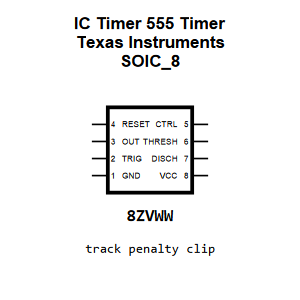 IC Timer 555 Timer
Texas Instruments
SOIC_8
4 RESET CTRL 5
3 OUT THRESH 6
2 TRIG DISCH 7
1 GND VCC 8
8ZVWW
track penalty clip